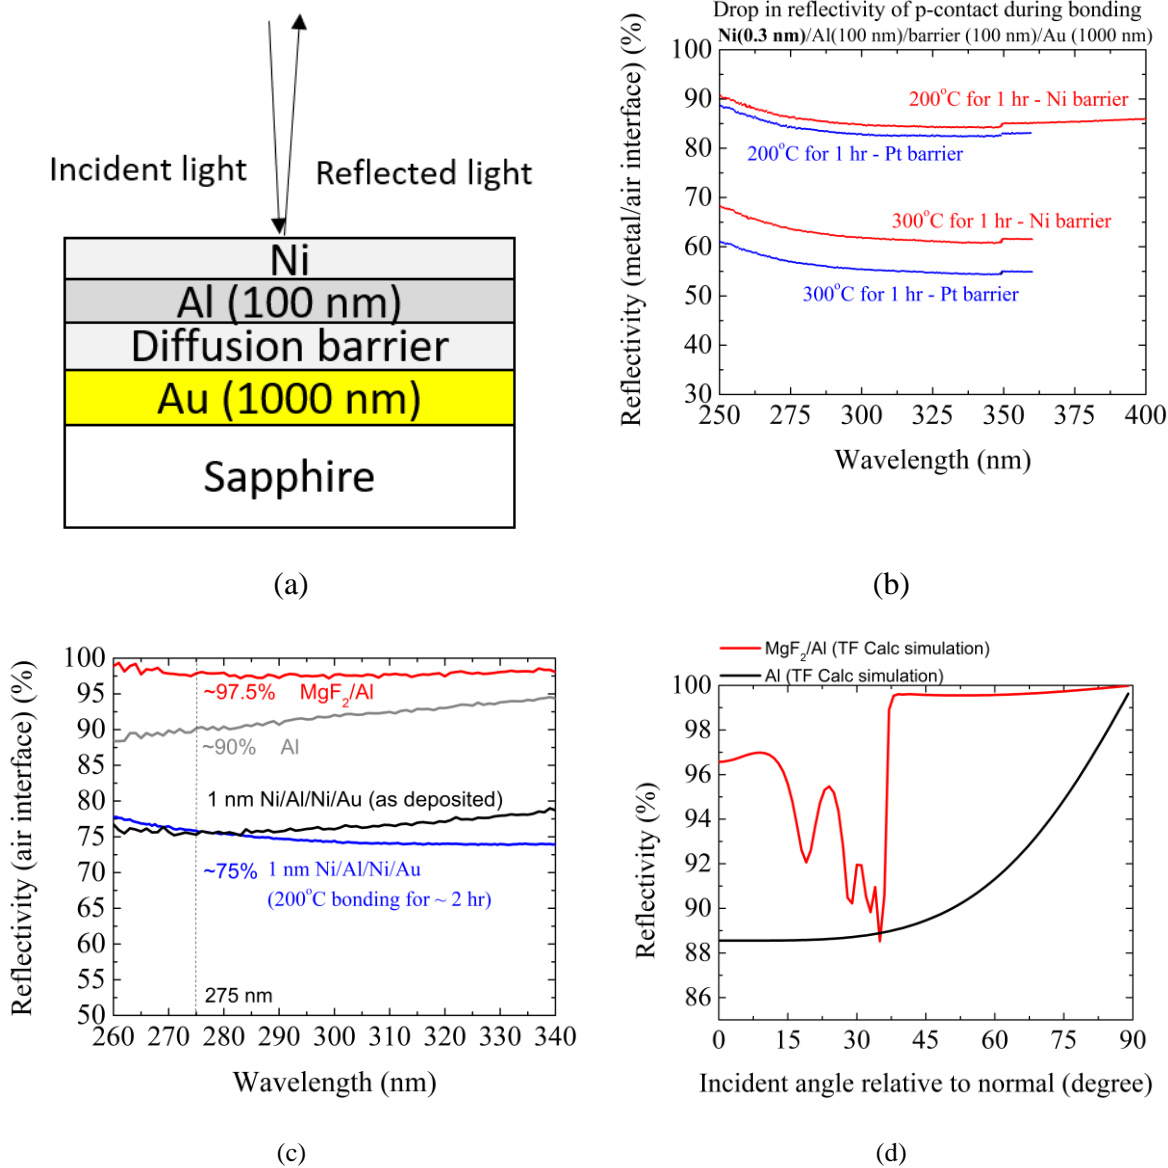 Incident light
Reflected light
Ni
Al (100 nm)
Diffusion barrier
Au (1000 nm)
Sapphire
(a)
Drop in reflectivity of p-contact during bonding
Ni(0.3 nm)/Al(100 nm)/barrier (100 nm)/Au (1000 nm)
Reflectivity (metal/air interface) (%)
100
90
80
70
60
50
40
30
200°C for 1 hr - Ni barrier
200°C for 1 hr - Pt barrier
300°C for 1 hr - Ni barrier
300°C for 1 hr - Pt barrier
250 275 300 325 350 375 400
Wavelength (nm)
(b)
Reflectivity (air interface) (%)
100
95
90
85
80
75
70
65
60
55
50
~97.5% MgF₂/Al
~90% Al
1 nm Ni/Al/Ni/Au (as deposited)
~75% 1 nm Ni/Al/Ni/Au
(200°C bonding for ~ 2 hr)
275 nm
260 270 280 290 300 310 320 330 340
Wavelength (nm)
(c)
MgF₂/Al (TF Calc simulation)
Al (TF Calc simulation)
Reflectivity (%)
100
98
96
94
92
90
88
86
0 15 30 45 60 75 90
Incident angle relative to normal (degree)
(d)